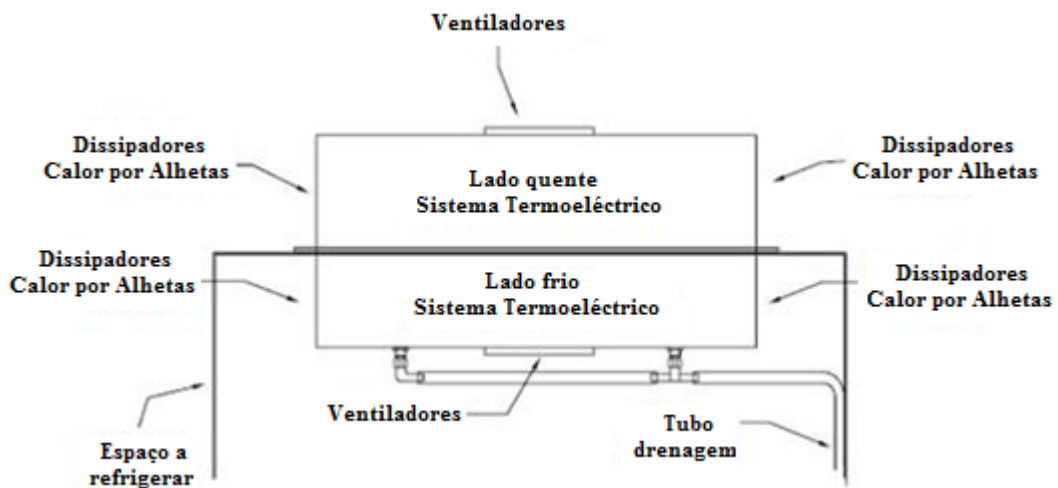 Ventiladores
Dissipadores
Calor por Alhetas
Dissipadores
Calor por Alhetas
Lado quente
Sistema Termoeléctrico
Dissipadores
Calor por Alhetas
Lado frio
Sistema Termoeléctrico
Dissipadores
Calor por Alhetas
Ventiladores
Espaço a
refrigerar
Tubo
drenagem